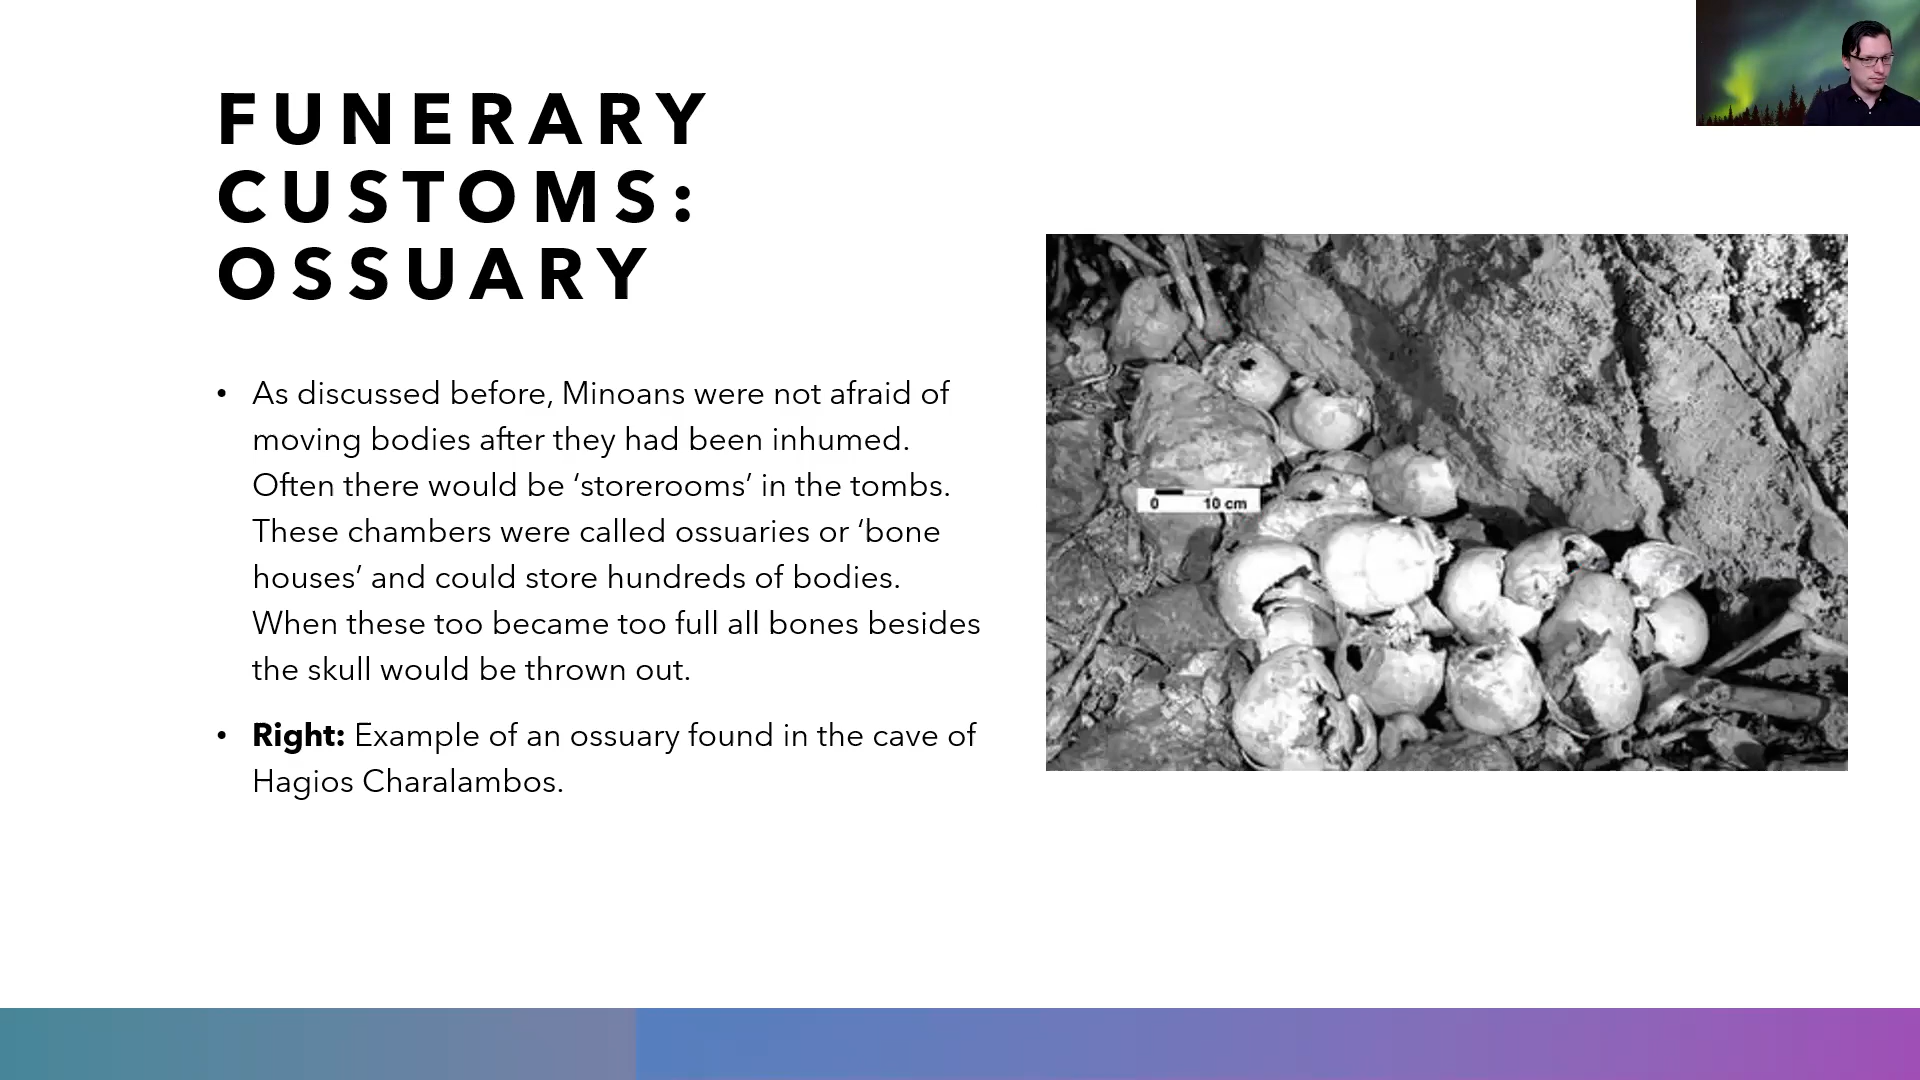 FUNERARY
CUSTOMS:
OSSUARY
• As discussed before, Minoans were not afraid of
moving bodies after they had been inhumed.
Often there would be ‘storerooms’ in the tombs.
These chambers were called ossuaries or ‘bone
houses’ and could store hundreds of bodies.
When these too became too full all bones besides
the skull would be thrown out.
• Right: Example of an ossuary found in the cave of
Hagios Charalambos.
0 10 cm